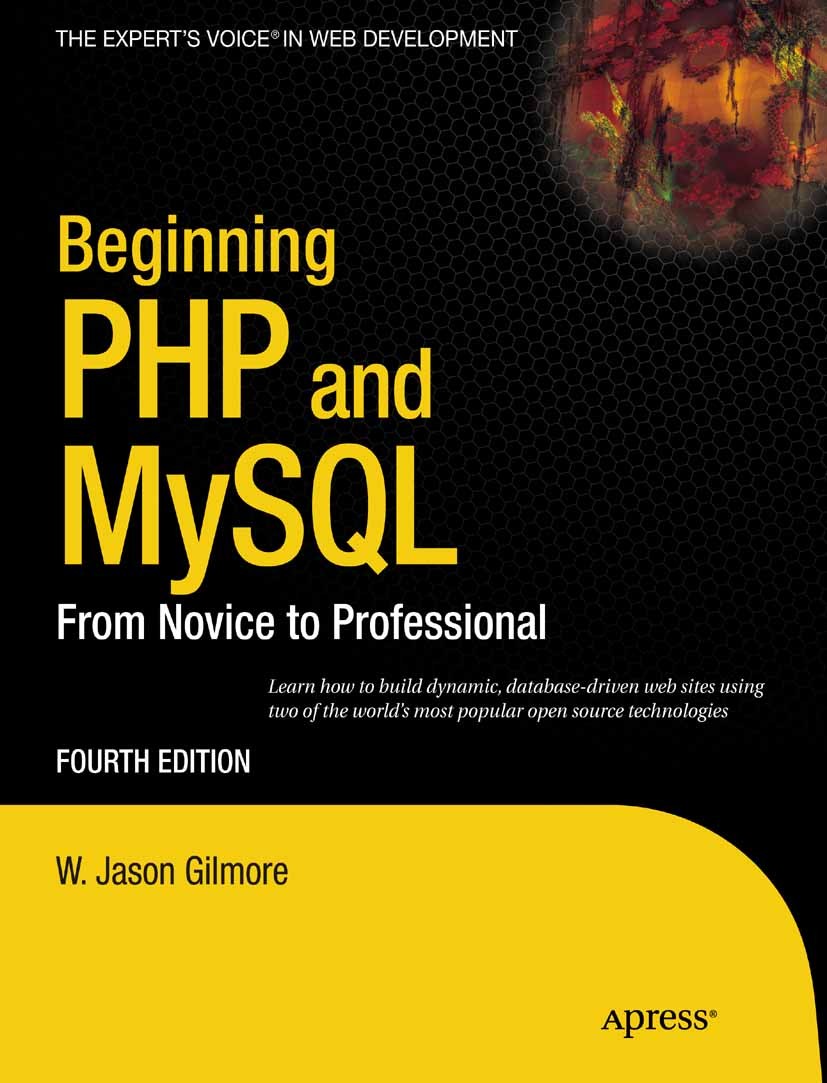 THE EXPERT'S VOICE® IN WEB DEVELOPMENT
Beginning
PHP and
MySQL
From Novice to Professional
Learn how to build dynamic, database-driven web sites using
two of the world's most popular open source technologies
FOURTH EDITION
W. Jason Gilmore
Apress®